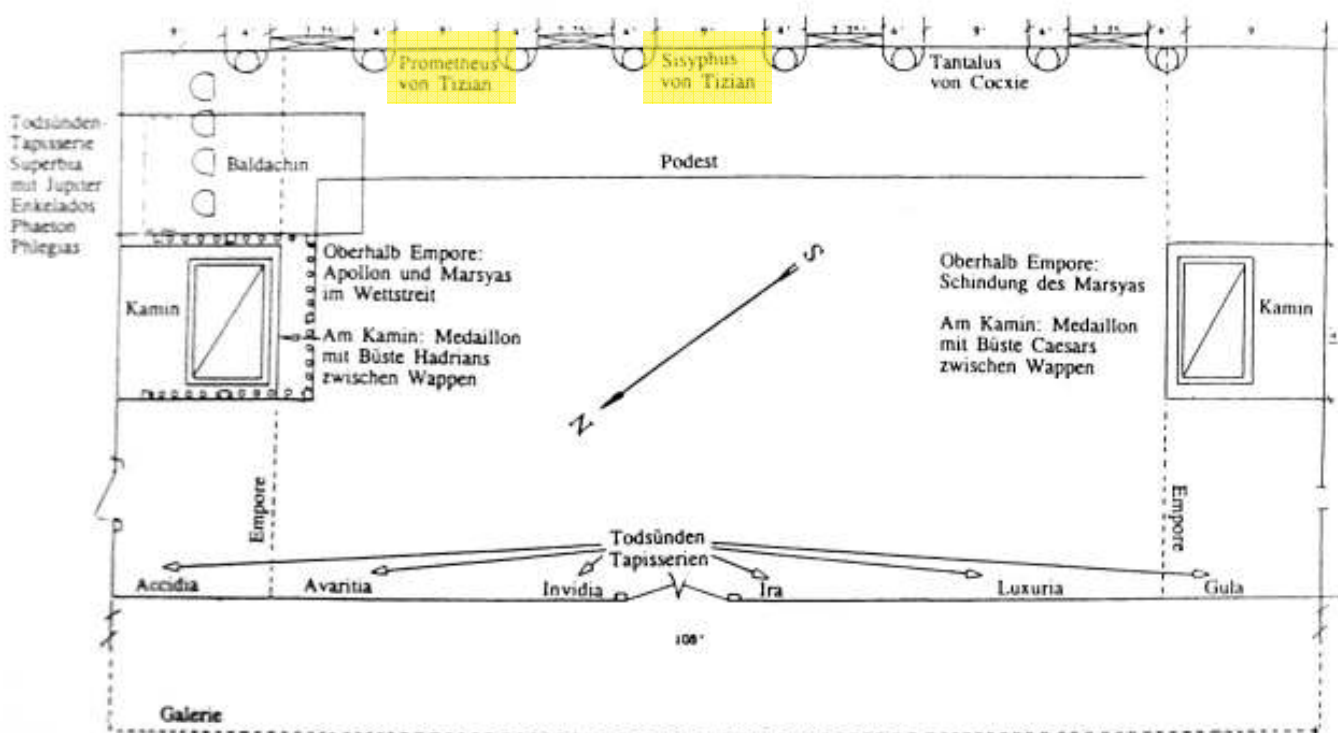 Prometheus
von Tizian
Sisyphus
von Tizian
Tantalus
von Cocxie
Todsünden-
Tapisserie
Superbia
mit Jupiter
Enkelados
Phaeton
Phlegias
Baldachin
Podest
Oberhalb Empore:
Apollon und Marsyas
im Wettstreit
Kamin
Am Kamin: Medaillon
mit Büste Hadrians
zwischen Wappen
S
N
Oberhalb Empore:
Schindung des Marsyas
Am Kamin: Medaillon
mit Büste Caesars
zwischen Wappen
Kamin
Empore
Empore
Todsünden
Tapisserien
Accidia
Avaritia
Invidia
Ira
Luxuria
Gula
108'
Galerie